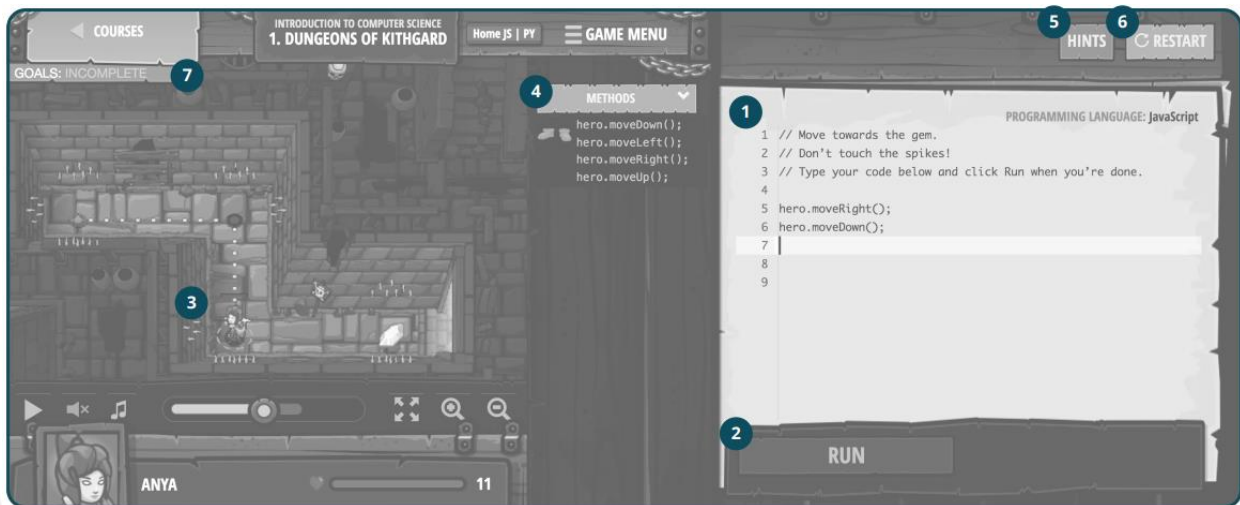 COURSES
INTRODUCTION TO COMPUTER SCIENCE
1. DUNGEONS OF KITHGARD
Home JS | PY
GAME MENU
5
6
HINTS
RESTART
GOALS: INCOMPLETE
7
4
METHODS
hero.moveDown();
hero.moveLeft();
hero.moveRight();
hero.moveUp();
1
PROGRAMMING LANGUAGE: JavaScript
1 // Move towards the gem.
2 // Don't touch the spikes!
3 // Type your code below and click Run when you're done.
4
5 hero.moveRight();
6 hero.moveDown();
7
8
9
3
2
RUN
ANYA
11